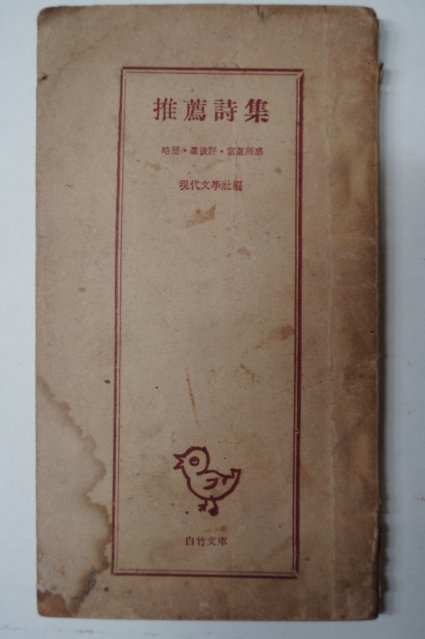 推薦詩集
略歷・選後評・當選所感
現代文學社編
白竹文庫